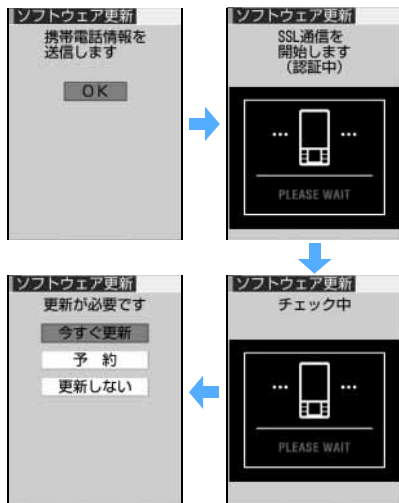 ソフトウェア更新
携帯電話情報を
送信します
OK
ソフトウェア更新
SSL通信を
開始します
(認証中)
PLEASE WAIT
ソフトウェア更新
チェック中
PLEASE WAIT
ソフトウェア更新
更新が必要です
今すぐ更新
予 約
更新しない